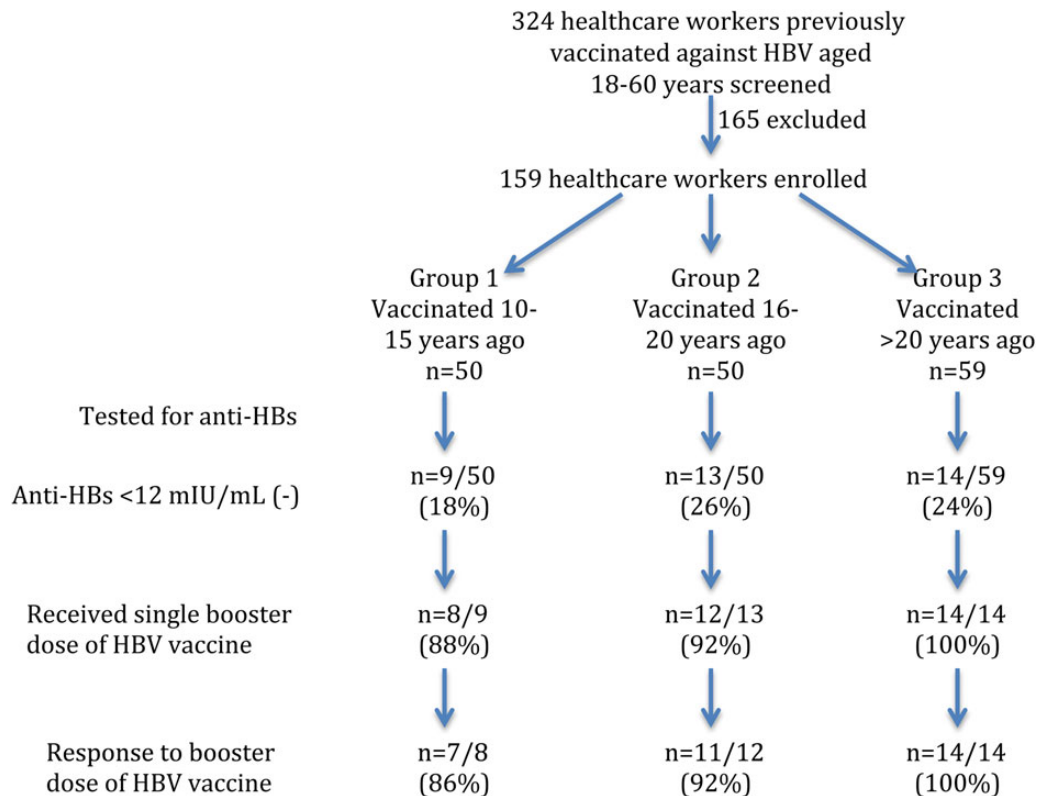 324 healthcare workers previously
vaccinated against HBV aged
18-60 years screened
165 excluded
159 healthcare workers enrolled
Group 1
Vaccinated 10-
15 years ago
n=50
Group 2
Vaccinated 16-
20 years ago
n=50
Group 3
Vaccinated
>20 years ago
n=59
Tested for anti-HBs
Anti-HBs <12 mIU/mL (-)
n=9/50
(18%)
n=13/50
(26%)
n=14/59
(24%)
Received single booster
dose of HBV vaccine
n=8/9
(88%)
n=12/13
(92%)
n=14/14
(100%)
Response to booster
dose of HBV vaccine
n=7/8
(86%)
n=11/12
(92%)
n=14/14
(100%)